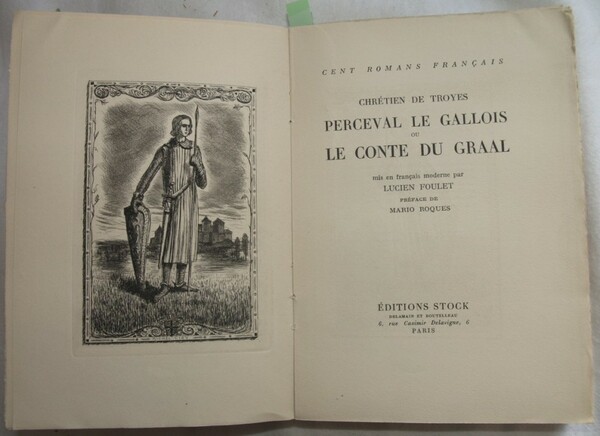 CENT ROMANS FRANÇAIS
CHRÉTIEN DE TROYES
PERCEVAL LE GALLOIS
OU
LE CONTE DU GRAAL
mis en français moderne par
LUCIEN FOULET
PRÉFACE DE
MARIO ROQUES
ÉDITIONS STOCK
DELAMAIN ET BOUTELLEAU
6, rue Casimir Delavigne, 6
PARIS